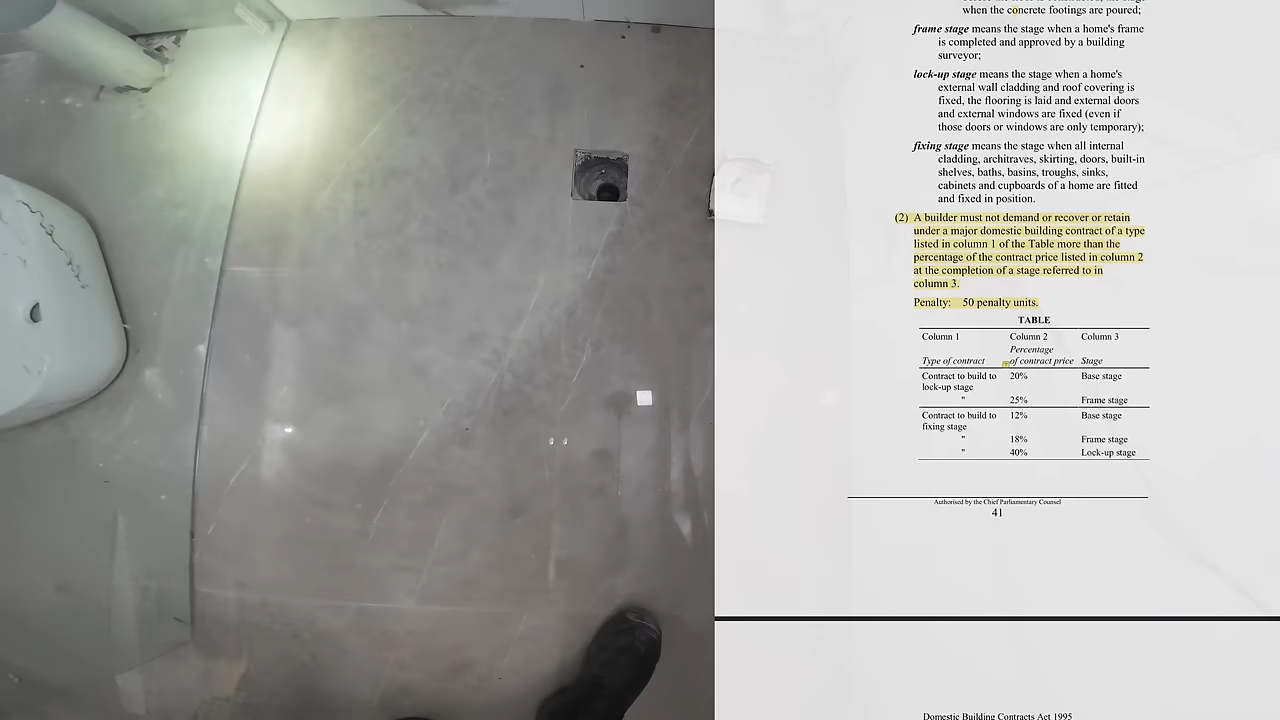 when the concrete footings are poured;
frame stage means the stage when a home's frame
is completed and approved by a building
surveyor;
lock-up stage means the stage when a home's
external wall cladding and roof covering is
fixed, the flooring is laid and external doors
and external windows are fixed (even if
those doors or windows are only temporary);
fixing stage means the stage when all internal
cladding, architraves, skirting, doors, built-in
shelves, baths, basins, troughs, sinks,
cabinets and cupboards of a home are fitted
and fixed in position.
(2) A builder must not demand or recover or retain
under a major domestic building contract of a type
listed in column 1 of the Table more than the
percentage of the contract price listed in column 2
at the completion of a stage referred to in
column 3.
Penalty: 50 penalty units.
TABLE
Column 1 Column 2 Column 3
Percentage
Type of contract of contract price Stage
Contract to build to 20% Base stage
lock-up stage
" 25% Frame stage
Contract to build to 12% Base stage
fixing stage
" 18% Frame stage
" 40% Lock-up stage
Authorised by the Chief Parliamentary Counsel
41
Domestic Building Contracts Act 1995